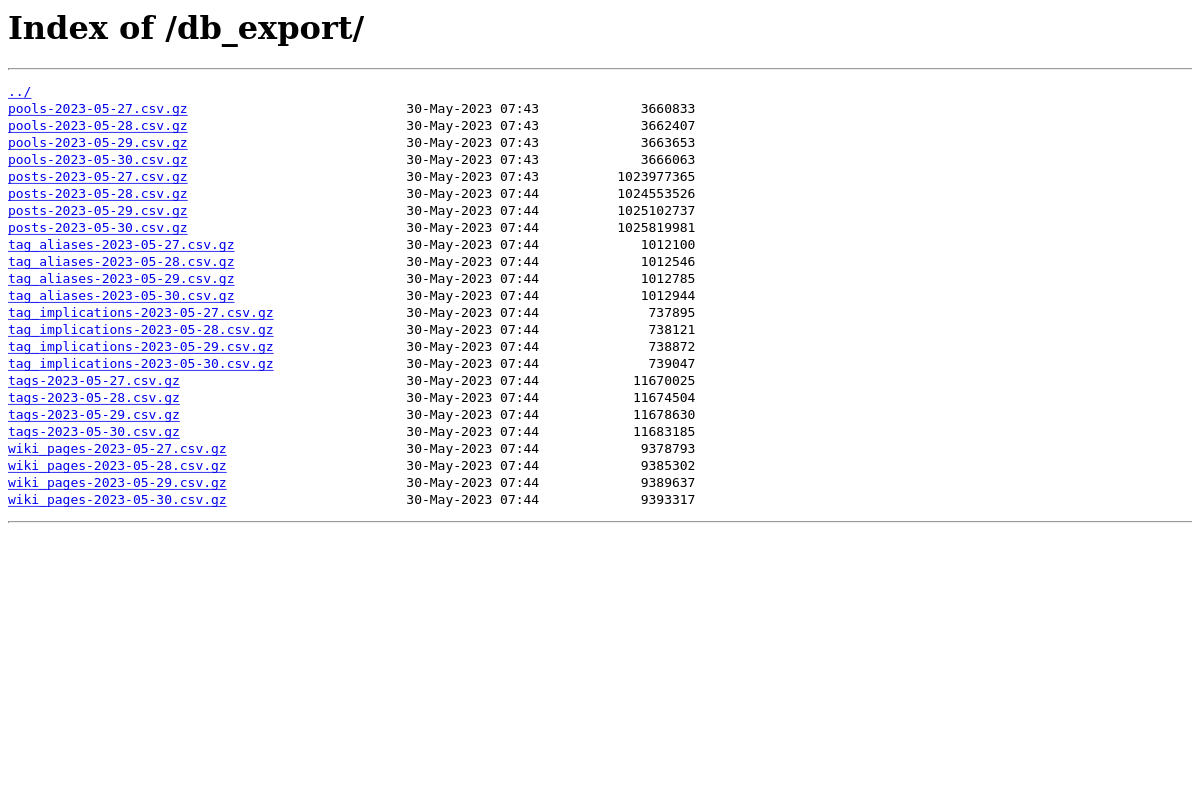 Index of /db_export/
../
pools-2023-05-27.csv.gz 30-May-2023 07:43 3660833
pools-2023-05-28.csv.gz 30-May-2023 07:43 3662407
pools-2023-05-29.csv.gz 30-May-2023 07:43 3663653
pools-2023-05-30.csv.gz 30-May-2023 07:43 3666063
posts-2023-05-27.csv.gz 30-May-2023 07:43 1023977365
posts-2023-05-28.csv.gz 30-May-2023 07:44 1024553526
posts-2023-05-29.csv.gz 30-May-2023 07:44 1025102737
posts-2023-05-30.csv.gz 30-May-2023 07:44 1025819981
tag_aliases-2023-05-27.csv.gz 30-May-2023 07:44 1012100
tag_aliases-2023-05-28.csv.gz 30-May-2023 07:44 1012546
tag_aliases-2023-05-29.csv.gz 30-May-2023 07:44 1012785
tag_aliases-2023-05-30.csv.gz 30-May-2023 07:44 1012944
tag_implications-2023-05-27.csv.gz 30-May-2023 07:44 737895
tag_implications-2023-05-28.csv.gz 30-May-2023 07:44 738121
tag_implications-2023-05-29.csv.gz 30-May-2023 07:44 738872
tag_implications-2023-05-30.csv.gz 30-May-2023 07:44 739047
tags-2023-05-27.csv.gz 30-May-2023 07:44 11670025
tags-2023-05-28.csv.gz 30-May-2023 07:44 11674504
tags-2023-05-29.csv.gz 30-May-2023 07:44 11678630
tags-2023-05-30.csv.gz 30-May-2023 07:44 11683185
wiki_pages-2023-05-27.csv.gz 30-May-2023 07:44 9378793
wiki_pages-2023-05-28.csv.gz 30-May-2023 07:44 9385302
wiki_pages-2023-05-29.csv.gz 30-May-2023 07:44 9389637
wiki_pages-2023-05-30.csv.gz 30-May-2023 07:44 9393317